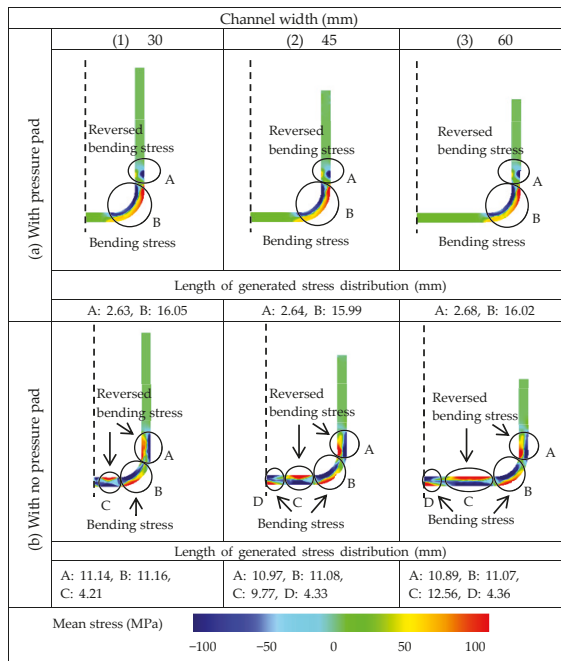 Channel width (mm)
(1) 30
(2) 45
(3) 60
(a) With pressure pad
Reversed
bending stress
A
B
Bending stress
Reversed
bending stress
A
B
Bending stress
Reversed
bending stress
A
B
Bending stress
Length of generated stress distribution (mm)
A: 2.63, B: 16.05
A: 2.64, B: 15.99
A: 2.68, B: 16.02
(b) With no pressure pad
Reversed
bending stress
A
B
C
Bending stress
Reversed
bending stress
A
B
D
C
Bending stress
Reversed
bending stress
A
B
D
C
Bending stress
Length of generated stress distribution (mm)
A: 11.14, B: 11.16,
C: 4.21
A: 10.97, B: 11.08,
C: 9.77, D: 4.33
A: 10.89, B: 11.07,
C: 12.56, D: 4.36
Mean stress (MPa)
−100 −50 0 50 100